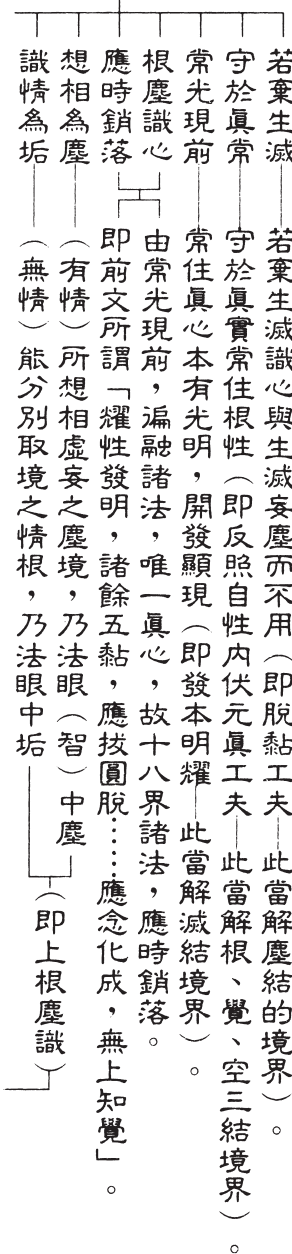 若棄生滅——若棄生滅識心與生滅妄塵而不用（即脫黏工夫—此當解塵結的境界）。
守於眞常——守於眞實常住根性（即反照自性內伏元眞工夫—此當解根、覺、空三結境界）。
常光現前——常住眞心本有光明，開發顯現（即發本明耀—此當解滅結境界）。
根塵識心
應時銷落
由常光現前，徧融諸法，唯一眞心，故十八界諸法，應時銷落。
即前文所謂「耀性發明，諸餘五黏，應拔圓脫……應念化成，無上知覺」。
想相為塵——（有情）所想相虛妄之塵境，乃法眼（智）中塵
識情為垢——（無情）能分別取境之情根，乃法眼中垢
（即上根塵識）